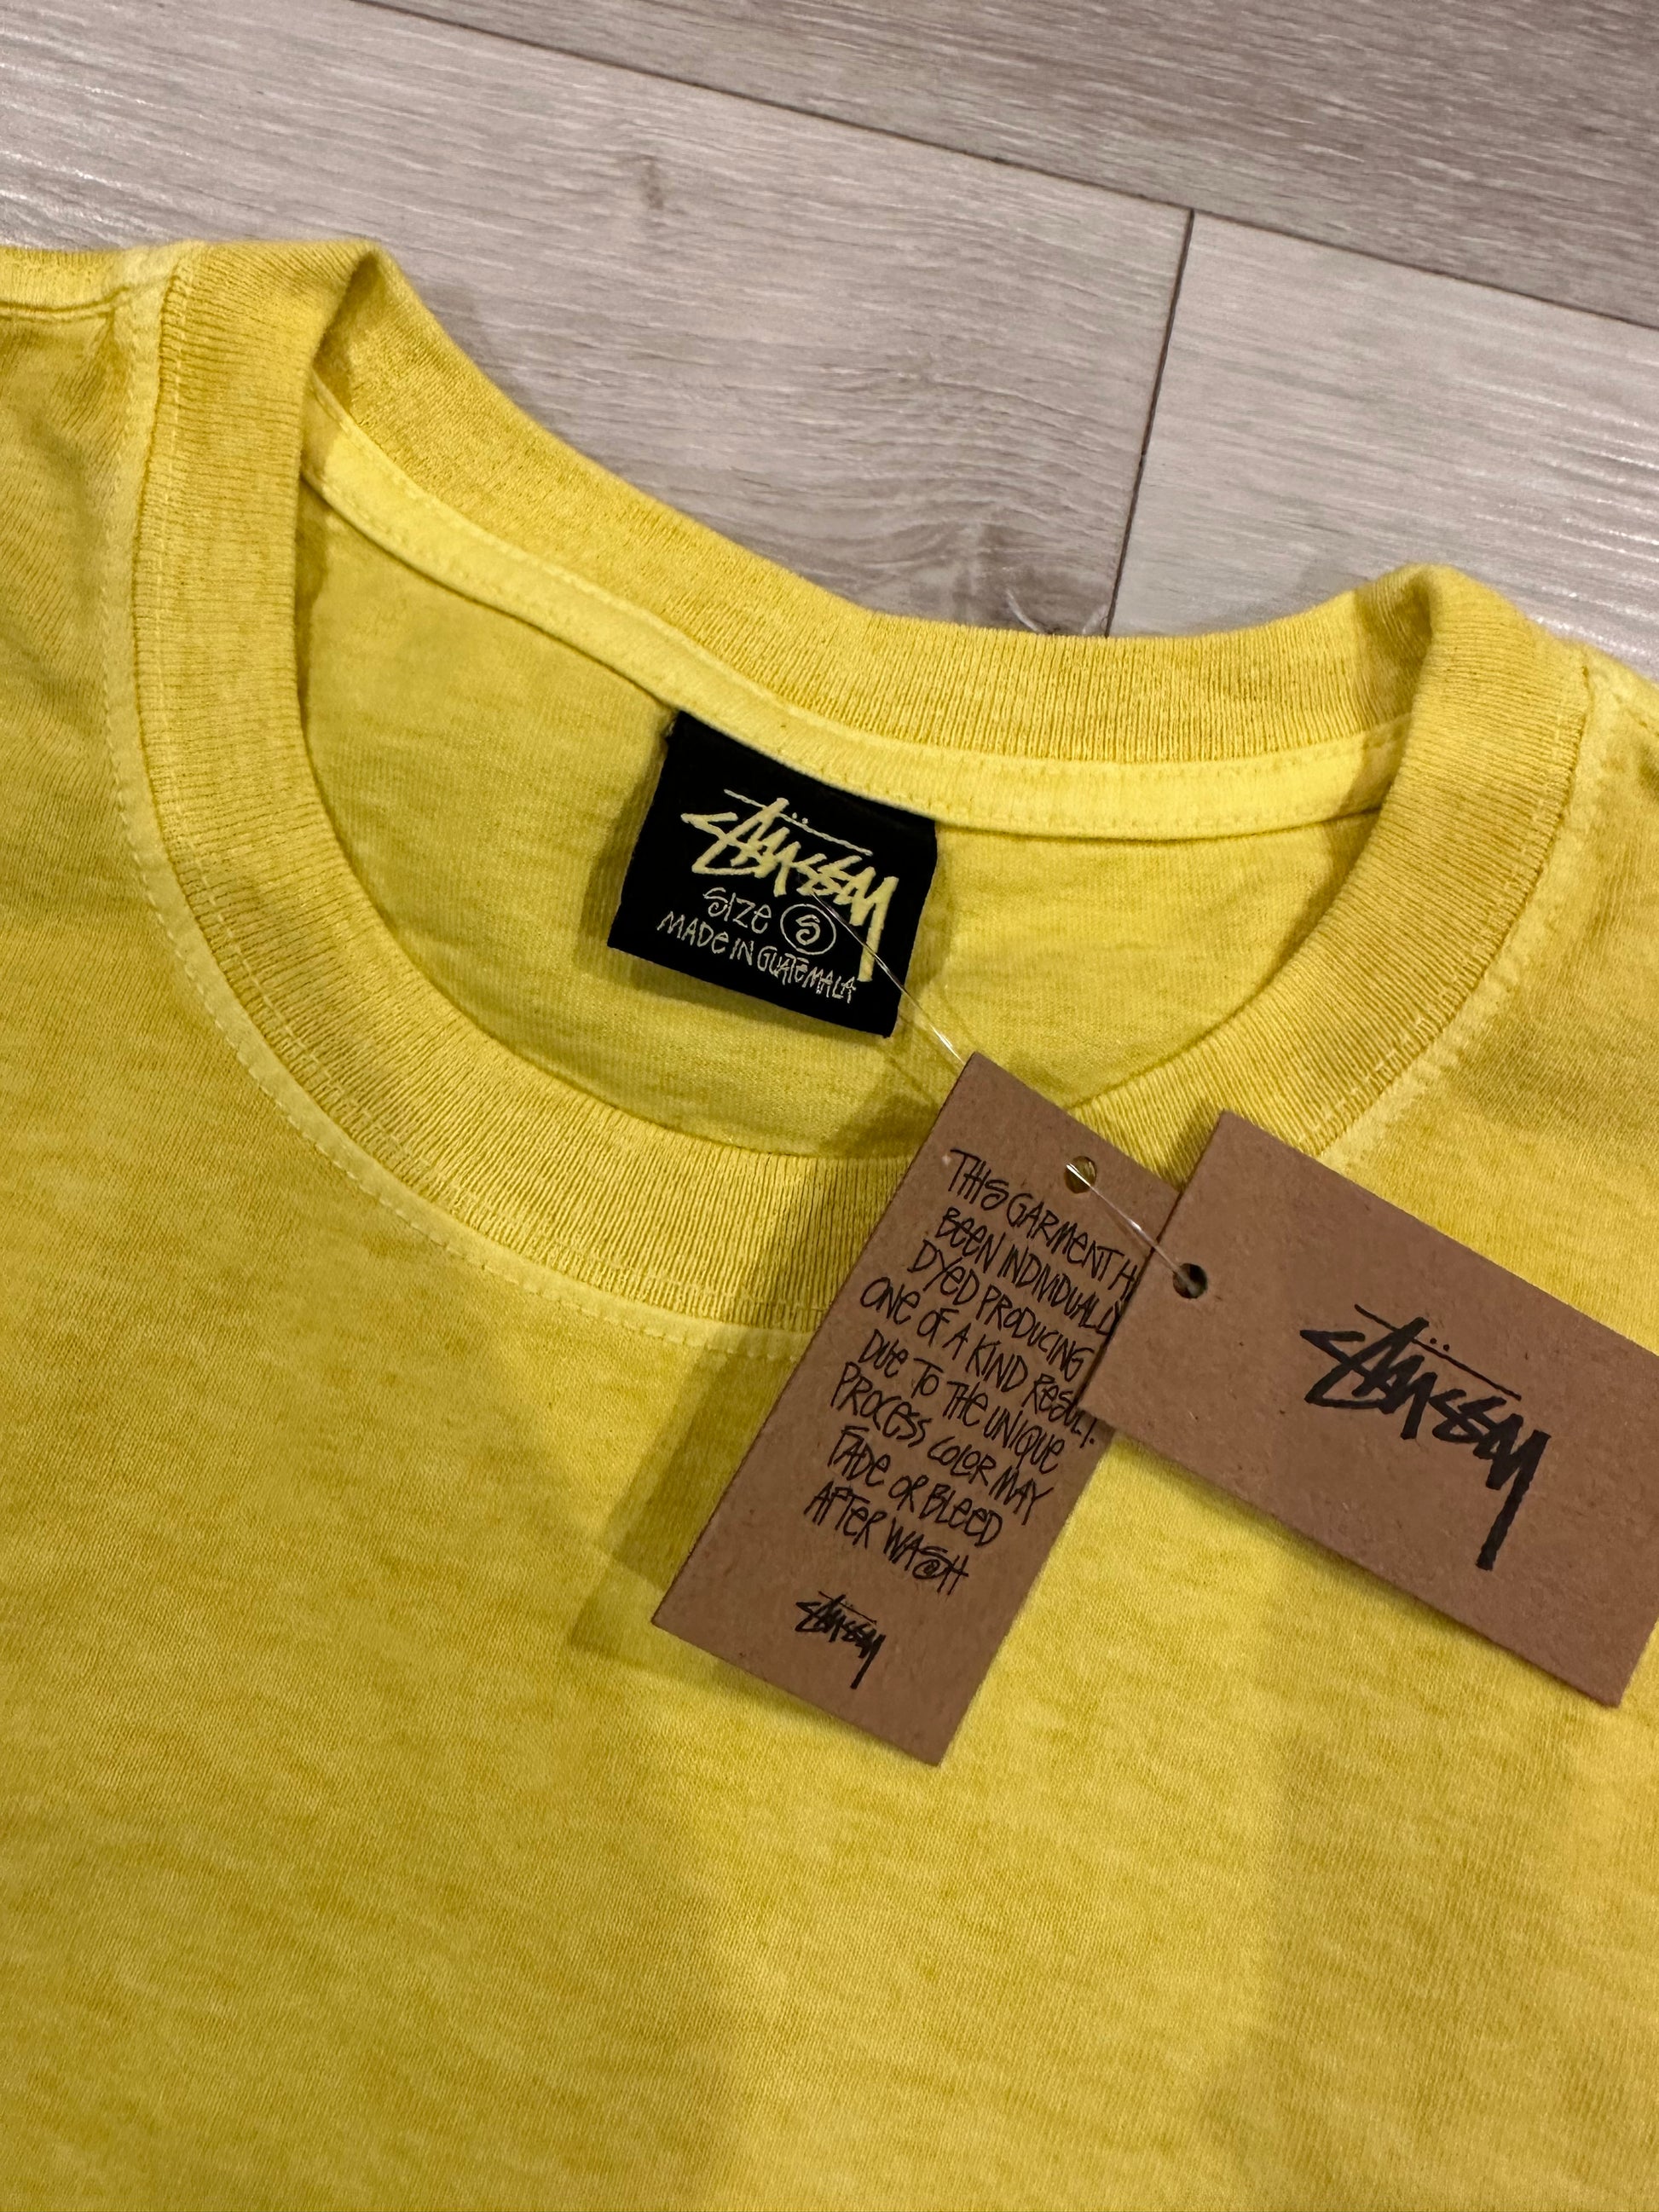 STÜSSY
SIZE S
MADE IN GUATEMALA
THIS GARMENT H
BEEN INDIVIDUALLY
DYED PRODUCING
ONE OF A KIND RESULT.
DUE TO THE UNIQUE
PROCESS COLOR MAY
FADE OR BLEED
AFTER WASH
STÜSSY
STÜSSY